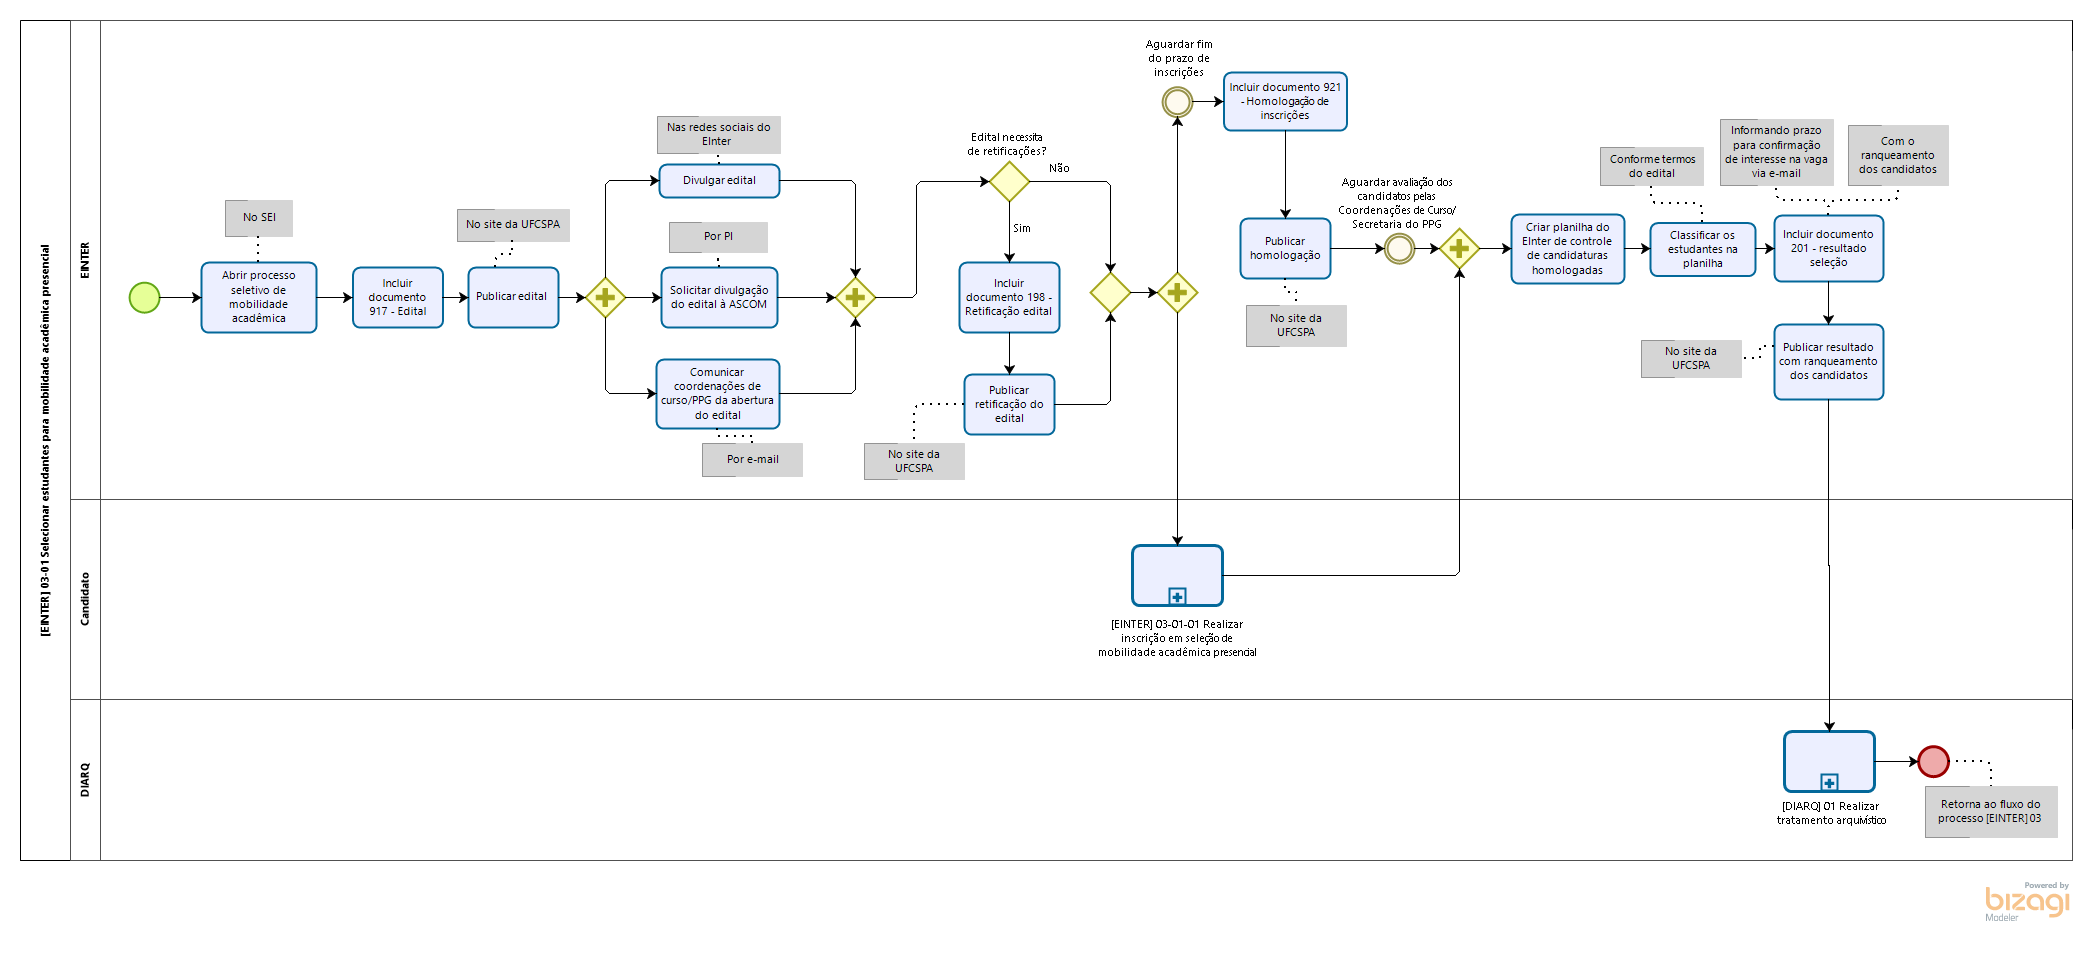 [EINTER] 03-01 Selecionar estudantes para mobilidade acadêmica presencial
EINTER
No SEI
Abrir processo
seletivo de
mobilidade
acadêmica
Incluir
documento
917 - Edital
No site da UFCSPA
Publicar edital
Nas redes sociais do
EInter
Divulgar edital
Por PI
Solicitar divulgação
do edital à ASCOM
Comunicar
coordenações de
curso/PPG da abertura
do edital
Por e-mail
Edital necessita
de retificações?
Não
Sim
Incluir
documento 198 -
Retificação edital
Publicar
retificação do
edital
No site da
UFCSPA
Aguardar fim
do prazo de
inscrições
Incluir documento 921
- Homologação de
inscrições
Publicar
homologação
No site da
UFCSPA
Aguardar avaliação dos
candidatos pelas
Coordenações de Curso/
Secretaria do PPG
Criar planilha do
EInter de controle
de candidaturas
homologadas
Conforme termos
do edital
Classificar os
estudantes na
planilha
Informando prazo
para confirmação
de interesse na vaga
via e-mail
Com o
ranqueamento
dos candidatos
Incluir documento
201 - resultado
seleção
Publicar resultado
com ranqueamento
dos candidatos
No site da
UFCSPA
Candidato
[EINTER] 03-01-01 Realizar
inscrição em seleção de
mobilidade acadêmica presencial
DIARQ
[DIARQ] 01 Realizar
tratamento arquivístico
Retorna ao fluxo do
processo [EINTER] 03
Powered by
bizagi
Modeler